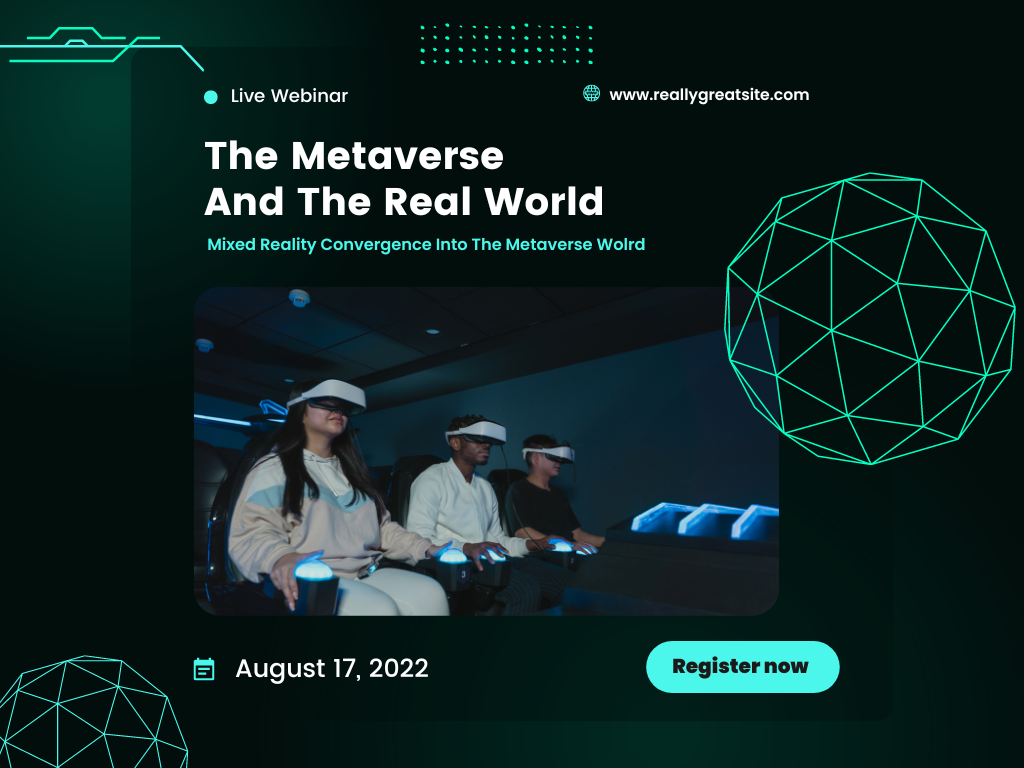 Live Webinar
www.reallygreatsite.com
The Metaverse
And The Real World
Mixed Reality Convergence Into The Metaverse Wolrd
August 17, 2022
Register now